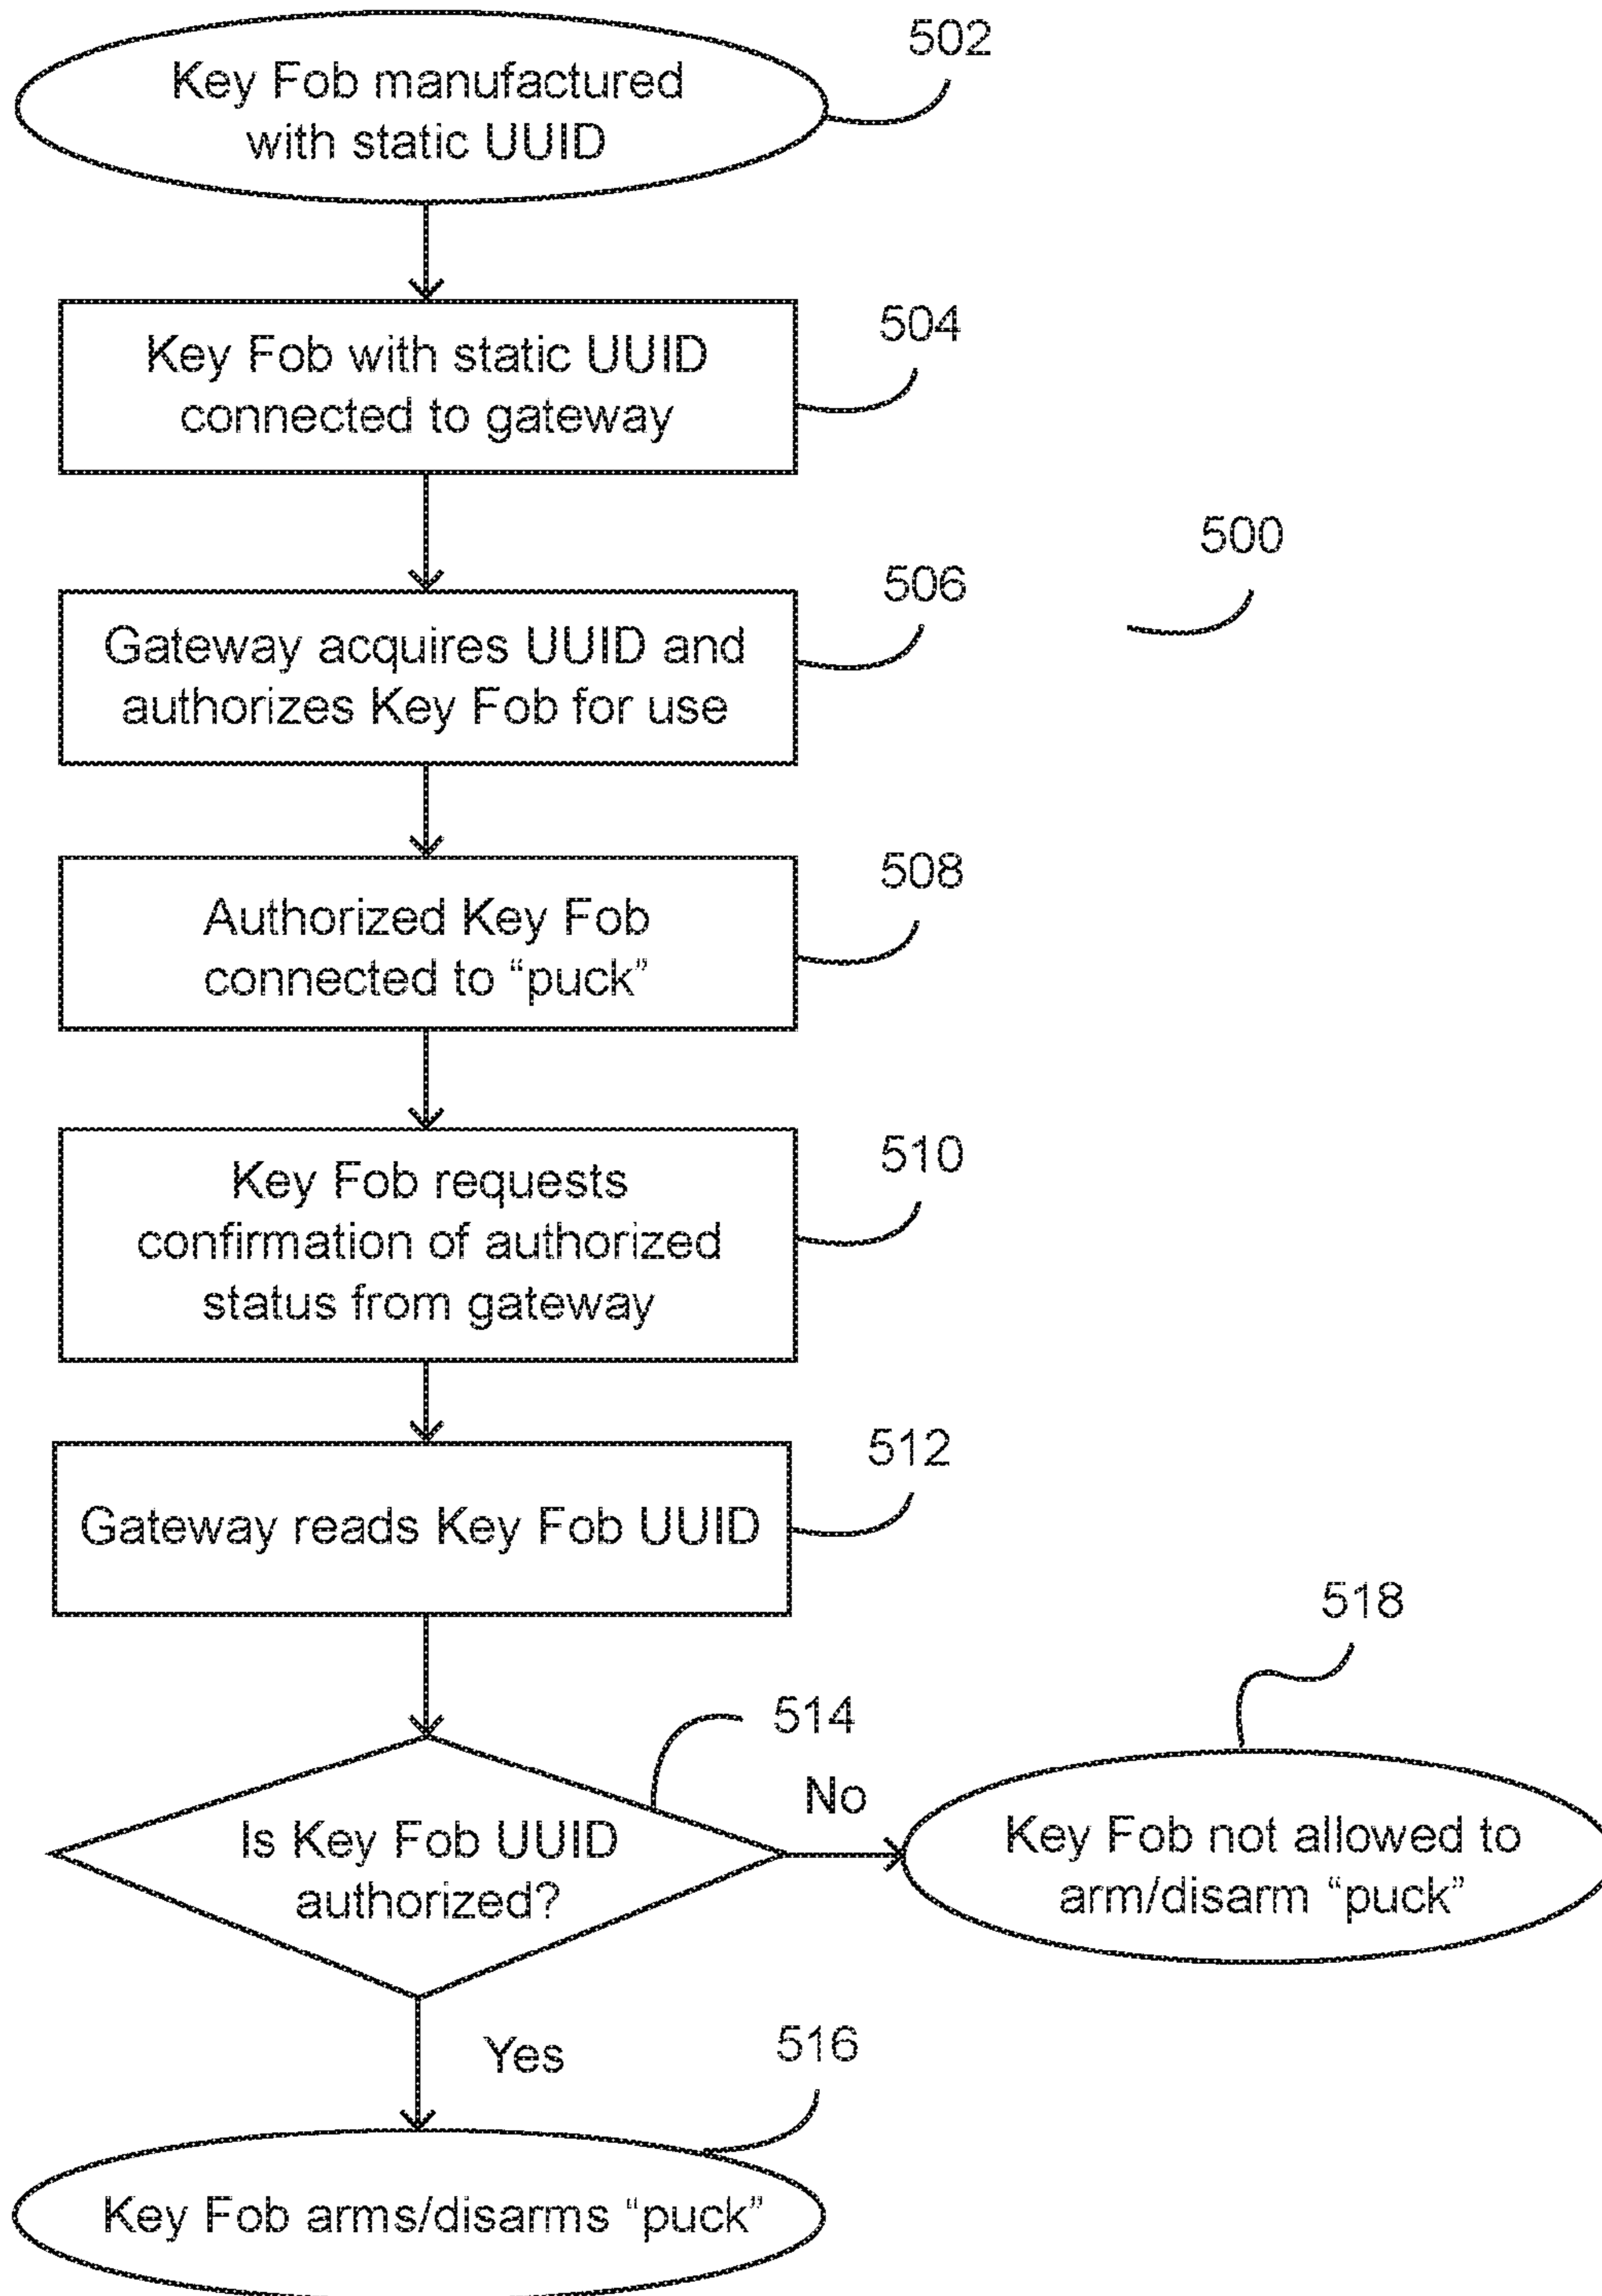 502
Key Fob manufactured
with static UUID
504
Key Fob with static UUID
connected to gateway
500
506
Gateway acquires UUID and
authorizes Key Fob for use
508
Authorized Key Fob
connected to “puck”
510
Key Fob requests
confirmation of authorized
status from gateway
512
Gateway reads Key Fob UUID
518
514
No
Is Key Fob UUID
authorized?
Key Fob not allowed to
arm/disarm “puck”
Yes
516
Key Fob arms/disarms “puck”